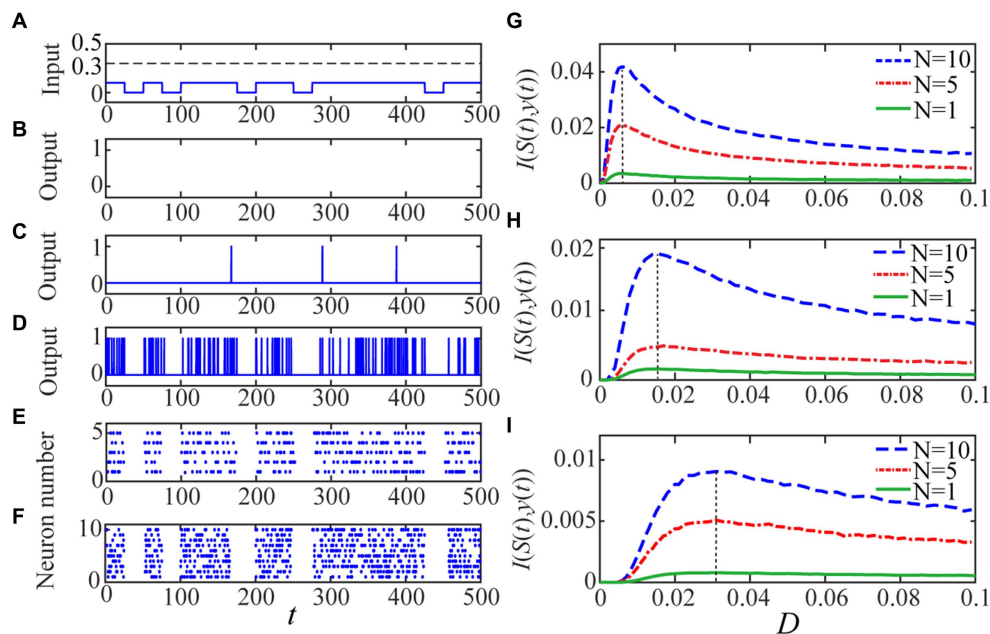 A
Input
0.5
0.3
0
0 100 200 300 400 500
B
Output
1
0
0 100 200 300 400 500
C
Output
1
0
0 100 200 300 400 500
D
Output
1
0
0 100 200 300 400 500
E
Neuron number
5
0
0 100 200 300 400 500
F
10
0
0 100 200 300 400 500
t
G
I(S(t),y(t))
0.04
0.02
0
N=10
N=5
N=1
0 0.02 0.04 0.06 0.08 0.1
H
I(S(t),y(t))
0.02
0.01
0
N=10
N=5
N=1
0 0.02 0.04 0.06 0.08 0.1
I
I(S(t),y(t))
0.01
0.005
0
N=10
N=5
N=1
0 0.02 0.04 0.06 0.08 0.1
D